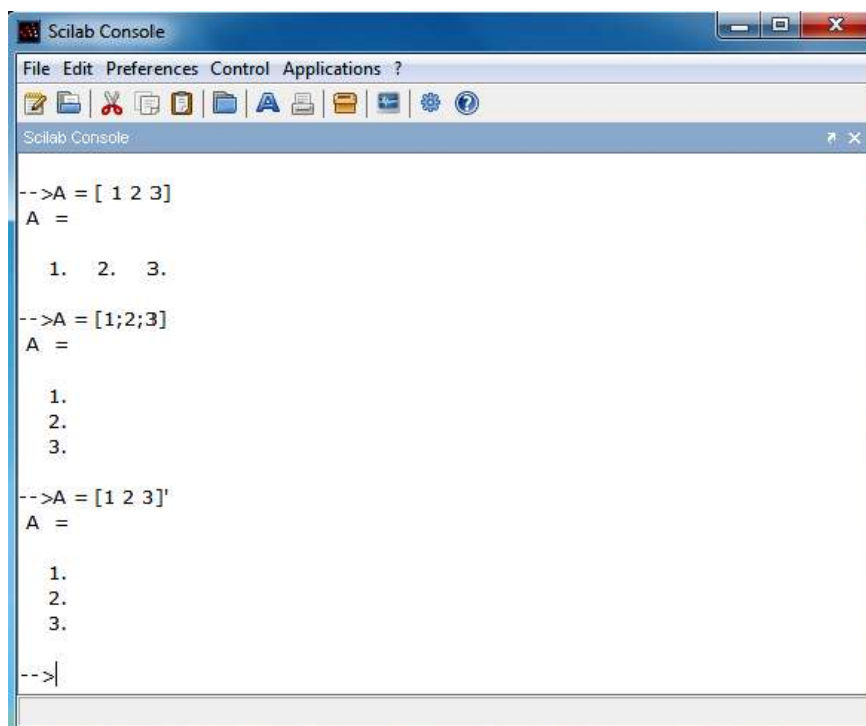 Scilab Console
File Edit Preferences Control Applications ?
Scilab Console
-->A = [ 1 2 3]
A =
1. 2. 3.
-->A = [1;2;3]
A =
1.
2.
3.
-->A = [1 2 3]'
A =
1.
2.
3.
-->